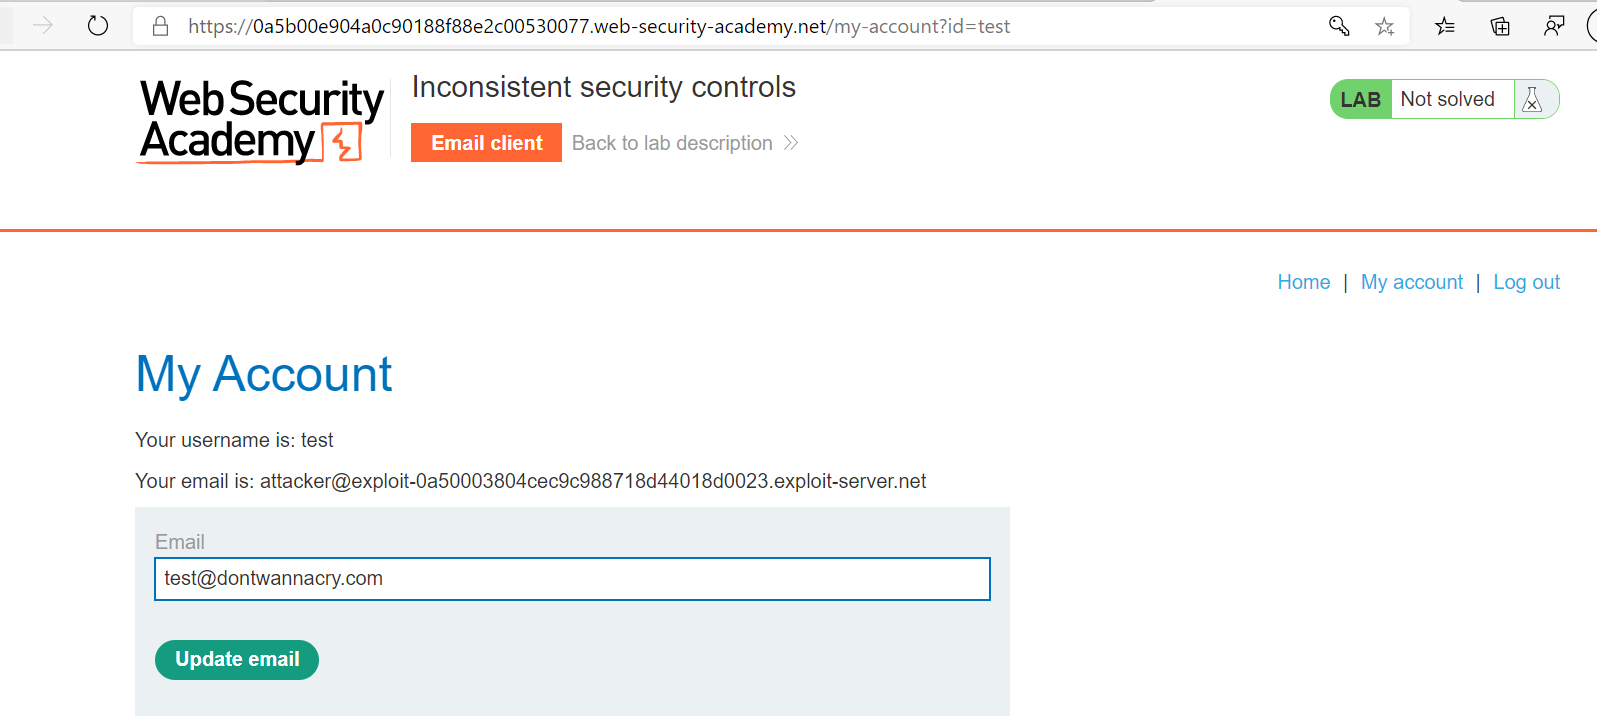 https://0a5b00e904a0c90188f88e2c00530077.web-security-academy.net/my-account?id=test
Web Security
Academy
Inconsistent security controls
Email client
Back to lab description
LAB
Not solved
Home | My account | Log out
My Account
Your username is: test
Your email is: attacker@exploit-0a50003804cec9c988718d44018d0023.exploit-server.net
Email
test@dontwannacry.com
Update email